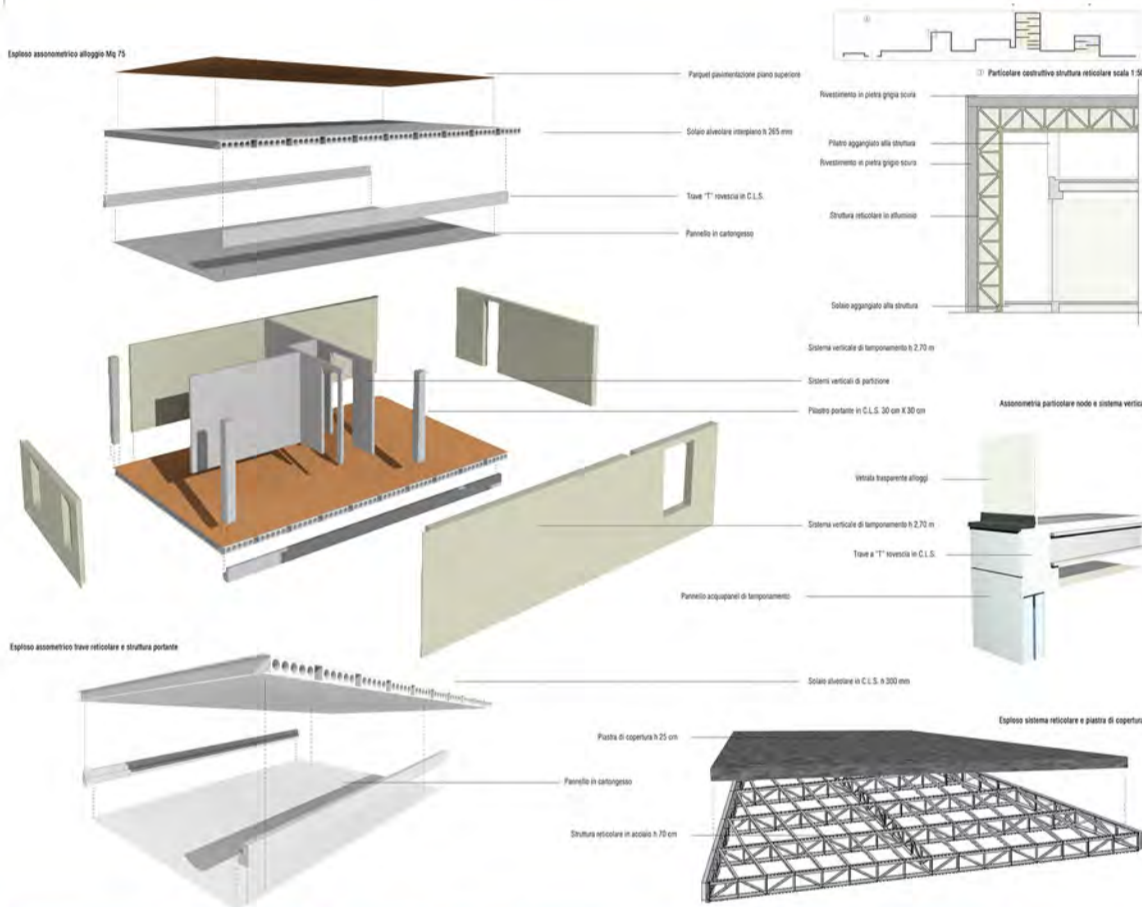 Esploso assonometrico alloggio Mq 75
Parquet pavimentazione piano superiore
Solaio alveolare interpiano h 265 mm
Trave "T" rovescia in C.L.S.
Pannello in cartongesso
Particolare costruttivo struttura reticolare scala 1:5
Rivestimento in pietra grigia scura
Pilatro aggangiato alla struttura
Rivestimento in pietra grigio scura
Struttura reticolare in alluminio
Solaio aggangiato alla struttura
Sistema verticale di tamponamento h 2,70 m
Sistemi verticali di partizione
Pilastro portante in C.L.S. 30 cm X 30 cm
Assonometria particolare nodo e sistema vertic
Vetrata trasparente alloggi
Sistema verticale di tamponamento h 2,70 m
Trave a "T" rovescia in C.L.S.
Pannello acquapanel di tamponamento
Esploso assometrico trave reticolare e struttura portante
Solaio alveolare in C.L.S. h 300 mm
Esploso sistema reticolare e piastra di copertura
Piastra di copertura h 25 cm
Pannello in cartongesso
Struttura reticolare in acciaio h 70 cm